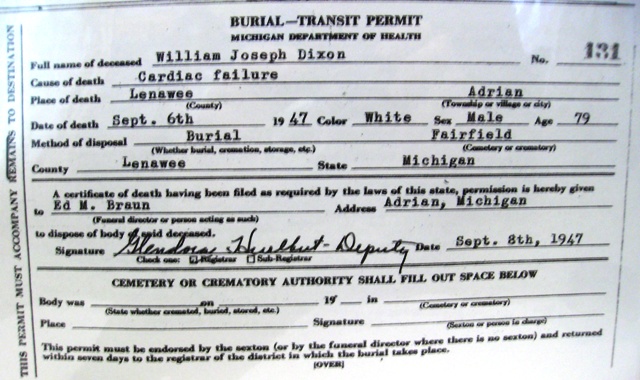 BURIAL—TRANSIT PERMIT
MICHIGAN DEPARTMENT OF HEALTH
Full name of deceased William Joseph Dixon No. 131
Cause of death Cardiac failure
Place of death Lenawee Adrian
(County) (Township or village or city)
Date of death Sept. 6th 1947 Color White Sex Male Age 79
Method of disposal Burial Fairfield
(Whether burial, cremation, storage, etc.) (Cemetery or crematory)
County Lenawee State Michigan
A certificate of death having been filed as required by the laws of this state, permission is hereby given
to Ed M. Braun Address Adrian, Michigan
(Funeral director or person acting as such)
to dispose of body of said deceased.
Signature Glendora Hurlbut - Deputy Date Sept. 8th, 1947
Check one: Registrar Sub-Registrar
CEMETERY OR CREMATORY AUTHORITY SHALL FILL OUT SPACE BELOW
Body was on 19 in
(State whether cremated, buried, stored, etc.) (Cemetery or crematory)
Place Signature
(Sexton or person in charge)
This permit must be endorsed by the sexton (or by the funeral director where there is no sexton) and returned
within seven days to the registrar of the district in which the burial takes place.
[OVER]
THIS PERMIT MUST ACCOMPANY REMAINS TO DESTINATION